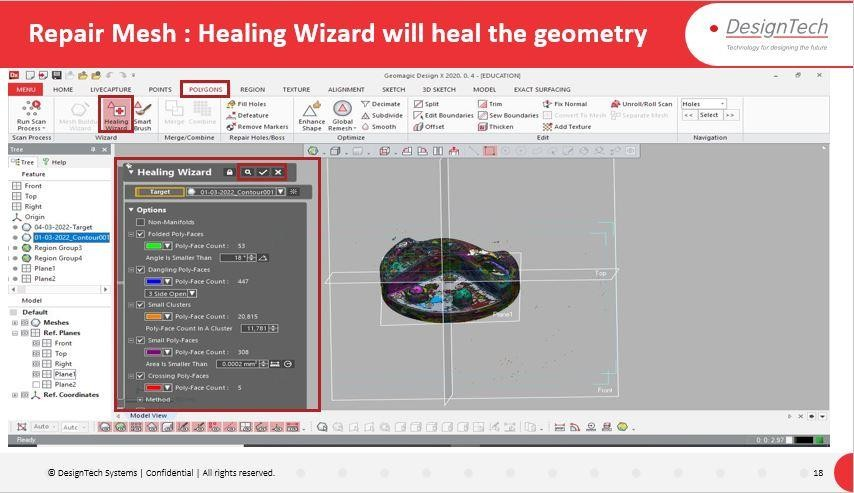 Repair Mesh : Healing Wizard will heal the geometry
DesignTech
Technology for designing the future
Geomagic Design X 2020. 0. 4 - [EDUCATION]
MENU HOME LIVECAPTURE POINTS POLYGONS REGION TEXTURE ALIGNMENT SKETCH 3D SKETCH MODEL EXACT SURFACING
Run Scan Process
Mesh Buildu Wizard
Healing Wizard
Smart Brush
Merge Combine
Fill Holes
Defeature
Remove Markers
Enhance Shape
Global Remesh
Decimate
Subdivide
Smooth
Split
Edit Boundaries
Offset
Trim
Sew Boundaries
Thicken
Fix Normal
Convert To Mesh
Add Texture
Unroll/Roll Scan
Separate Mesh
Holes
<< Select >>
Scan Process Wizard Merge/Combine Repair Holes/Boss Optimize Edit Navigation
Tree
Tree Help
Feature
Front
Top
Right
Origin
04-03-2022-Target
01-03-2022_Contour001
Region Group3
Region Group4
Plane1
Plane2
Model
Default
Meshes
Ref. Planes
Front
Top
Right
Plane1
Plane2
Ref. Coordinates
Healing Wizard
Target 01-03-2022_Contour001
Options
Non-Manifolds
Folded Poly-Faces
Poly-Face Count : 53
Angle Is Smaller Than 18 °
Dangling Poly-Faces
Poly-Face Count : 447
3 Side Open
Small Clusters
Poly-Face Count : 20,815
Poly-Face Count In A Cluster 11,781
Small Poly-Faces
Poly-Face Count : 308
Area Is Smaller Than 0.0002 mm²
Crossing Poly-Faces
Poly-Face Count : 5
Method
Top
Plane1
Front
Model View
Auto Autc
Ready
0: 0: 2.97
© DesignTech Systems | Confidential | All rights reserved.
18